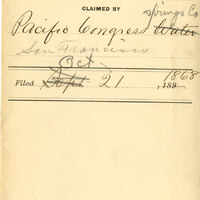 CLAIMED BY
Springs Co
Pacific Congress Water
San Francisco
Oct.
Filed Sept 21 1868
189